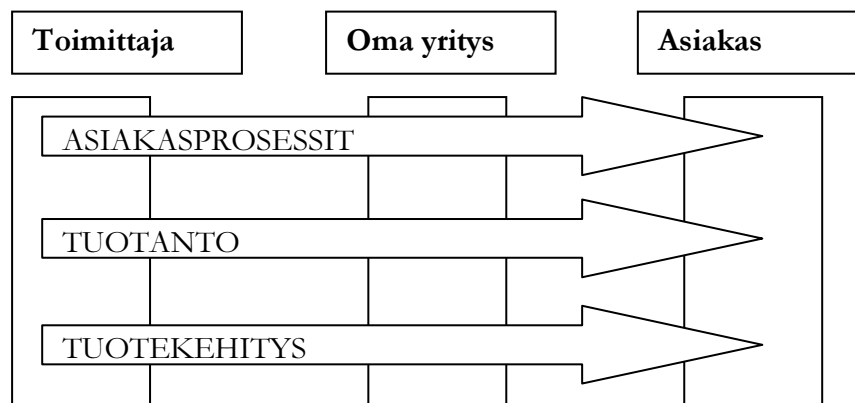 Toimittaja
Oma yritys
Asiakas
ASIAKASPROSESSIT
TUOTANTO
TUOTEKEHITYS